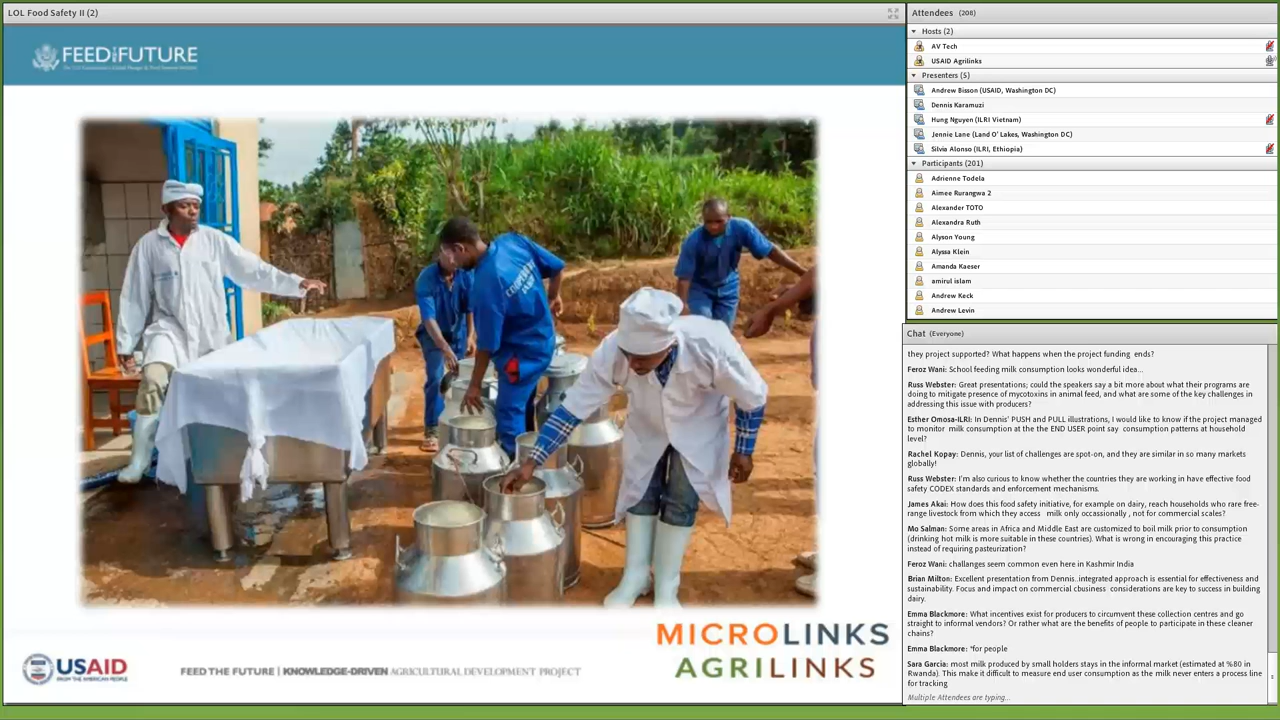 LOL Food Safety II (2)
FEED THE FUTURE
USAID
FROM THE AMERICAN PEOPLE
FEED THE FUTURE | KNOWLEDGE-DRIVEN AGRICULTURAL DEVELOPMENT PROJECT
MICROLINKS
AGRILINKS
Attendees (208)
Hosts (2)
AV Tech
USAID Agrilinks
Presenters (5)
Andrew Bisson (USAID, Washington DC)
Dennis Karamuzi
Hung Nguyen (ILRI Vietnam)
Jennie Lane (Land O' Lakes, Washington DC)
Silvia Alonso (ILRI, Ethiopia)
Participants (201)
Adrienne Todela
Aimee Rurangwa 2
Alexander TOTO
Alexandra Ruth
Alyson Young
Alyssa Klein
Amanda Kaeser
amirul islam
Andrew Keck
Andrew Levin
Chat (Everyone)
they project supported? What happens when the project funding ends?
Feroz Wani: School feeding milk consumption looks wonderful idea...
Russ Webster: Great presentations; could the speakers say a bit more about what their programs are
doing to mitigate presence of mycotoxins in animal feed, and what are some of the key challenges in
addressing this issue with producers?
Esther Omosa-ILRI: In Dennis' PUSH and PULL illustrations, I would like to know if the project managed
to monitor milk consumption at the the END USER point say consumption patterns at household
level?
Rachel Kopay: Dennis, your list of challenges are spot-on, and they are similar in so many markets
globally!
Russ Webster: I'm also curious to know whether the countries they are working in have effective food
safety CODEX standards and enforcement mechanisms.
James Akai: How does this food safety initiative, for example on dairy, reach households who rare free-
range livestock from which they access milk only occassionally , not for commercial scales?
Mo Salman: Some areas in Africa and Middle East are customized to boil milk prior to consumption
(drinking hot milk is more suitable in these countries). What is wrong in encouraging this practice
instead of requiring pasteurization?
Feroz Wani: challenges seem common even here in Kashmir India
Brian Milton: Excellent presentation from Dennis..integrated approach is essential for effectiveness and
sustainability. Focus and impact on commercial cbusiness considerations are key to success in building
dairy.
Emma Blackmore: What incentives exist for producers to circumvent these collection centres and go
straight to informal vendors? Or rather what are the benefits of people to participate in these cleaner
chains?
Emma Blackmore: *for people
Sara Garcia: most milk produced by small holders stays in the informal market (estimated at %80 in
Rwanda). This make it difficult to measure end user consumption as the milk never enters a process line
for tracking
Multiple Attendees are typing...